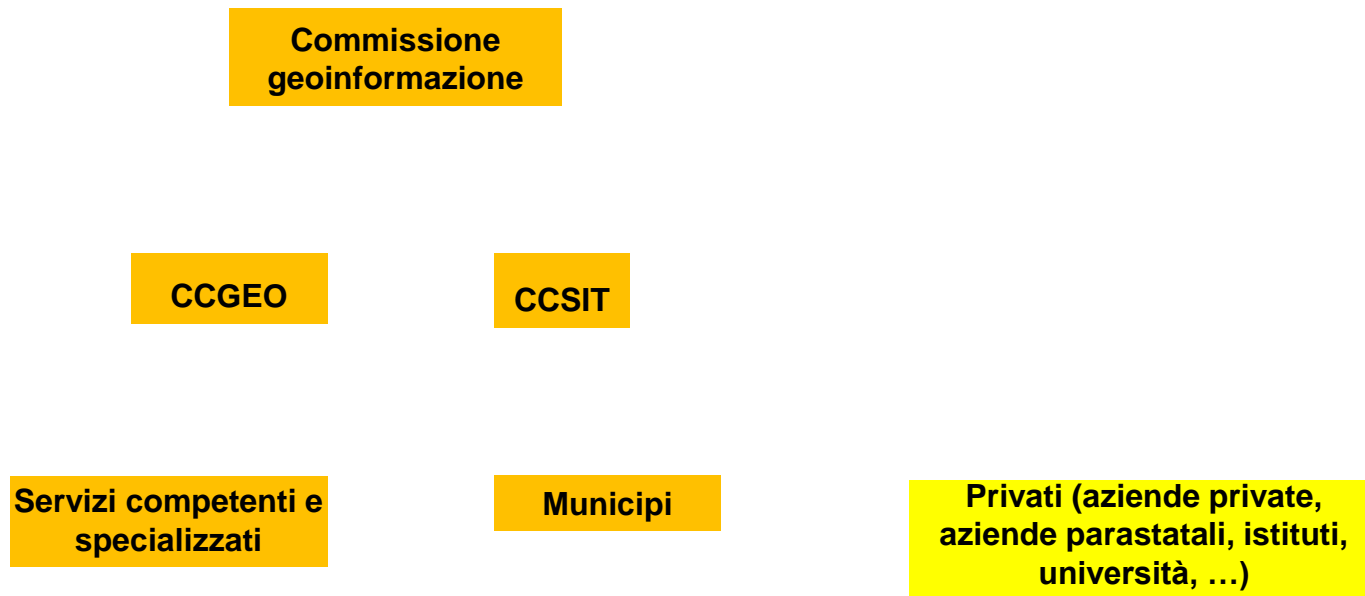 Commissione
geoinformazione
CCGEO
CCSIT
Servizi competenti e
specializzati
Municipi
Privati (aziende private,
aziende parastatali, istituti,
università, …)